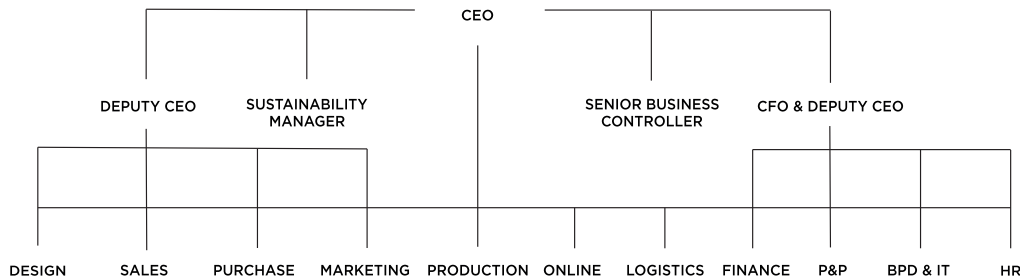 CEO
DEPUTY CEO
SUSTAINABILITY
MANAGER
SENIOR BUSINESS
CONTROLLER
CFO & DEPUTY CEO
DESIGN
SALES
PURCHASE
MARKETING
PRODUCTION
ONLINE
LOGISTICS
FINANCE
P&P
BPD & IT
HR